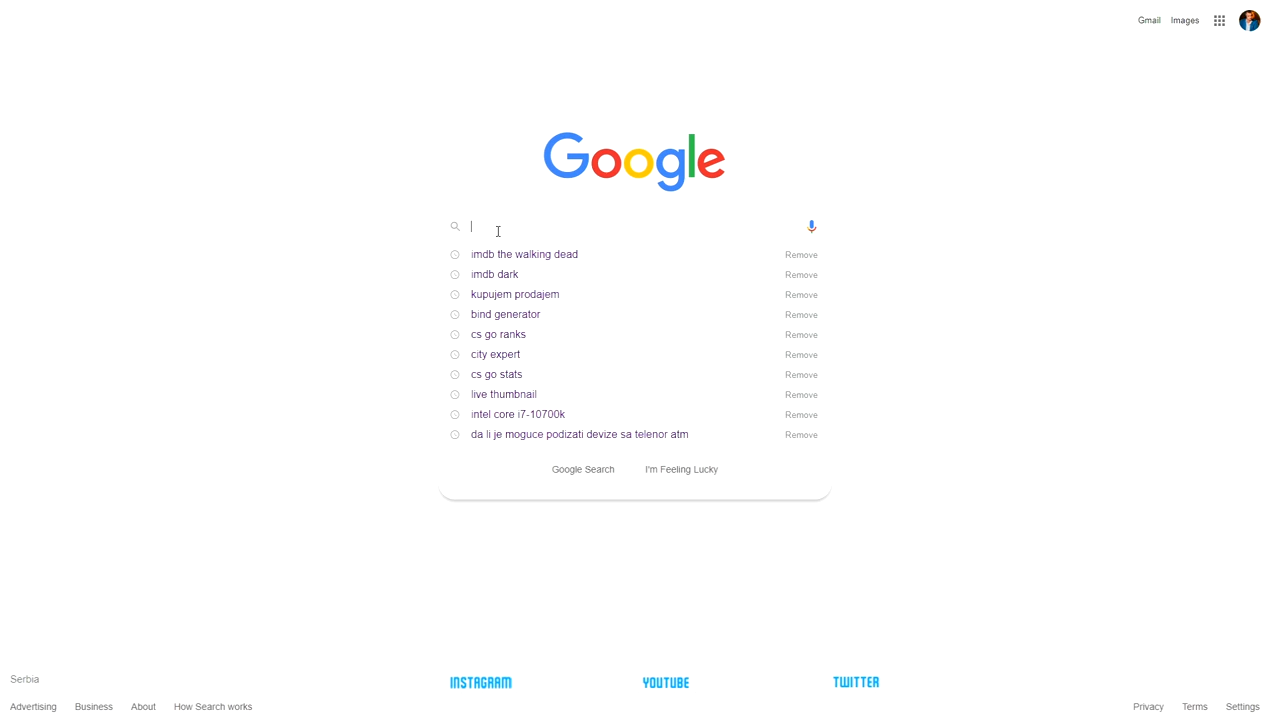 Gmail Images
Google
imdb the walking dead Remove
imdb dark Remove
kupujem prodajem Remove
bind generator Remove
cs go ranks Remove
city expert Remove
cs go stats Remove
live thumbnail Remove
intel core i7-10700k Remove
da li je moguce podizati devize sa telenor atm Remove
Google Search I'm Feeling Lucky
Serbia
INSTAGRAM YOUTUBE TWITTER
Advertising Business About How Search works Privacy Terms Settings